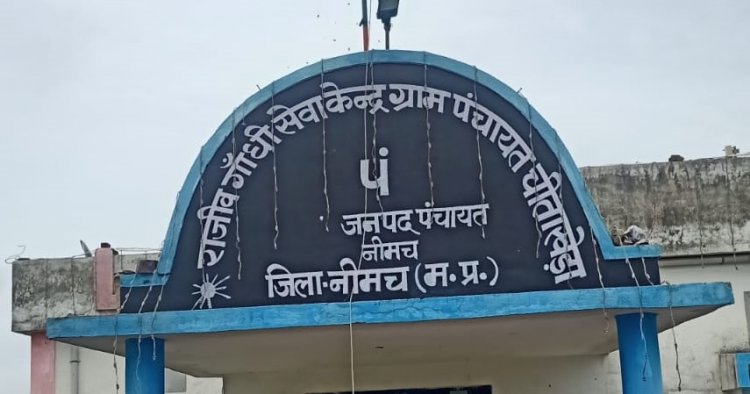 राजीव गाँधी सेवा केन्द्र ग्राम पंचायत चीताखेड़ा
पं
जनपद पंचायत
नीमच
जिला-नीमच (म.प्र.)